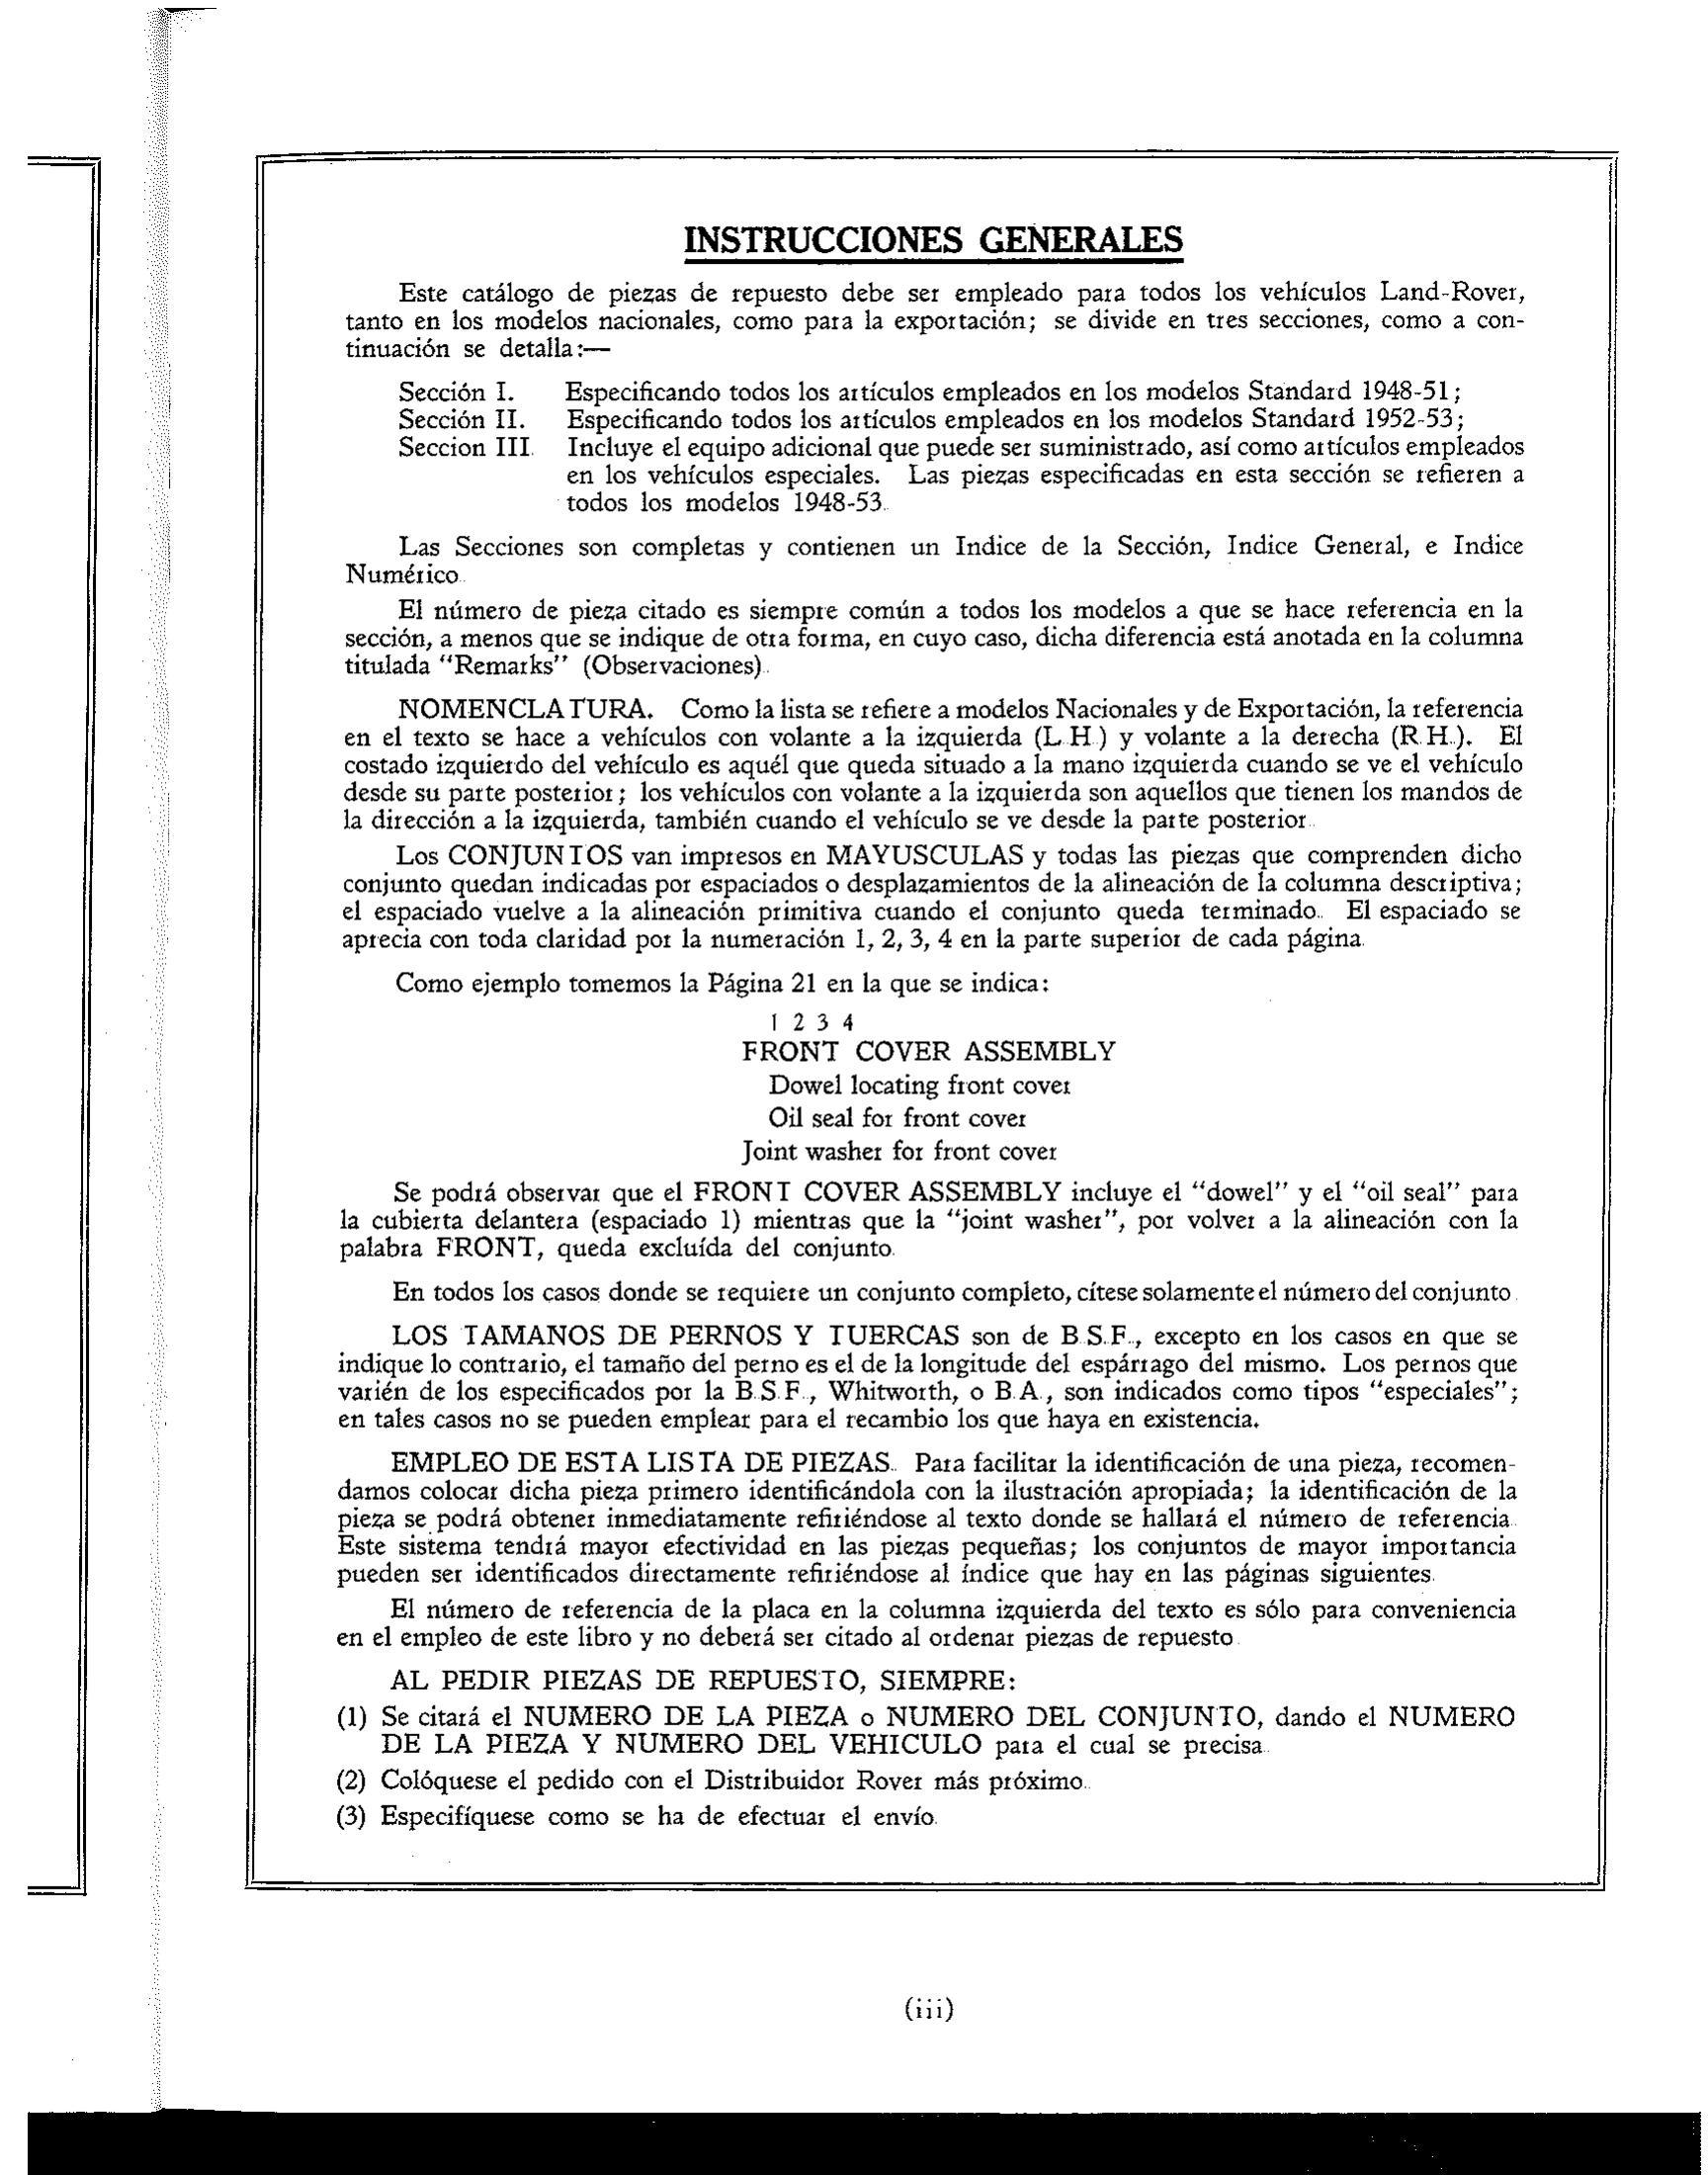 INSTRUCCIONES GENERALES
Este catálogo de piezas de repuesto debe ser empleado para todos los vehículos Land-Rover,
tanto en los modelos nacionales, como para la exportación; se divide en tres secciones, como a con-
tinuación se detalla:—
Sección I. Especificando todos los artículos empleados en los modelos Standard 1948-51;
Sección II. Especificando todos los artículos empleados en los modelos Standard 1952-53;
Seccion III. Incluye el equipo adicional que puede ser suministrado, así como artículos empleados
en los vehículos especiales. Las piezas especificadas en esta sección se refieren a
todos los modelos 1948-53.
Las Secciones son completas y contienen un Indice de la Sección, Indice General, e Indice
Numérico.
El número de pieza citado es siempre común a todos los modelos a que se hace referencia en la
sección, a menos que se indique de otra forma, en cuyo caso, dicha diferencia está anotada en la columna
titulada "Remarks" (Observaciones).
NOMENCLATURA. Como la lista se refiere a modelos Nacionales y de Exportación, la referencia
en el texto se hace a vehículos con volante a la izquierda (L.H.) y volante a la derecha (R.H.). El
costado izquierdo del vehículo es aquél que queda situado a la mano izquierda cuando se ve el vehículo
desde su parte posterior; los vehículos con volante a la izquierda son aquellos que tienen los mandos de
la dirección a la izquierda, también cuando el vehículo se ve desde la parte posterior.
Los CONJUNTOS van impresos en MAYUSCULAS y todas las piezas que comprenden dicho
conjunto quedan indicadas por espaciados o desplazamientos de la alineación de la columna descriptiva;
el espaciado vuelve a la alineación primitiva cuando el conjunto queda terminado. El espaciado se
aprecia con toda claridad por la numeración 1, 2, 3, 4 en la parte superior de cada página.
Como ejemplo tomemos la Página 21 en la que se indica:
1 2 3 4
FRONT COVER ASSEMBLY
Dowel locating front cover
Oil seal for front cover
Joint washer for front cover
Se podrá observar que el FRONT COVER ASSEMBLY incluye el "dowel" y el "oil seal" para
la cubierta delantera (espaciado 1) mientras que la "joint washer", por volver a la alineación con la
palabra FRONT, queda excluída del conjunto.
En todos los casos donde se requiere un conjunto completo, cítese solamente el número del conjunto.
LOS TAMANOS DE PERNOS Y TUERCAS son de B.S.F., excepto en los casos en que se
indique lo contrario, el tamaño del perno es el de la longitude del espárrago del mismo. Los pernos que
varién de los especificados por la B.S.F., Whitworth, o B.A., son indicados como tipos "especiales";
en tales casos no se pueden emplear para el recambio los que haya en existencia.
EMPLEO DE ESTA LISTA DE PIEZAS. Para facilitar la identificación de una pieza, recomen-
damos colocar dicha pieza primero identificándola con la ilustración apropiada; la identificación de la
pieza se podrá obtener inmediatamente refiriéndose al texto donde se hallará el número de referencia.
Este sistema tendrá mayor efectividad en las piezas pequeñas; los conjuntos de mayor importancia
pueden ser identificados directamente refiriéndose al índice que hay en las páginas siguientes.
El número de referencia de la placa en la columna izquierda del texto es sólo para conveniencia
en el empleo de este libro y no deberá ser citado al ordenar piezas de repuesto.
AL PEDIR PIEZAS DE REPUESTO, SIEMPRE:
(1) Se citará el NUMERO DE LA PIEZA o NUMERO DEL CONJUNTO, dando el NUMERO
DE LA PIEZA Y NUMERO DEL VEHICULO para el cual se precisa.
(2) Colóquese el pedido con el Distribuidor Rover más próximo.
(3) Especifíquese como se ha de efectuar el envío.
(iii)